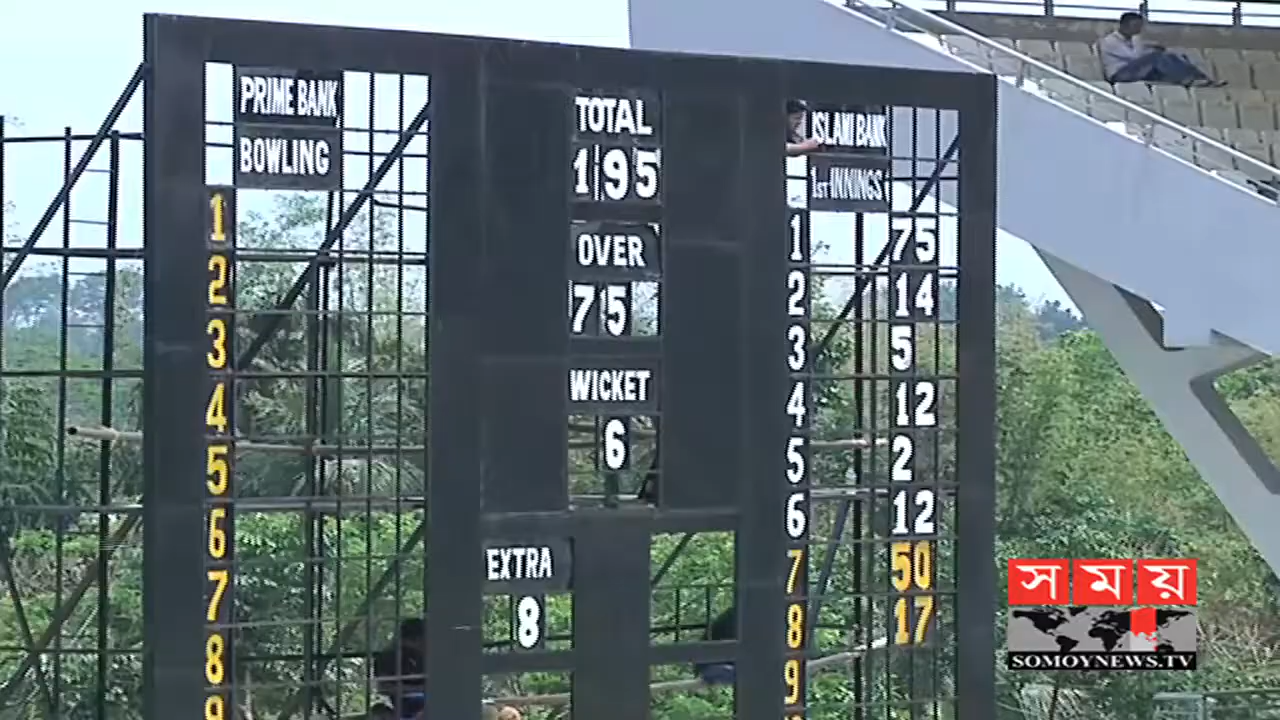 PRIME BANK
BOWLING
1
2
3
4
5
6
7
8
9
TOTAL
195
OVER
75
WICKET
6
EXTRA
8
ISLAMI BANK
1ST INNINGS
1 75
2 14
3 5
4 12
5 2
6 12
7 50
8 17
9
সময়
SOMOYNEWS.TV